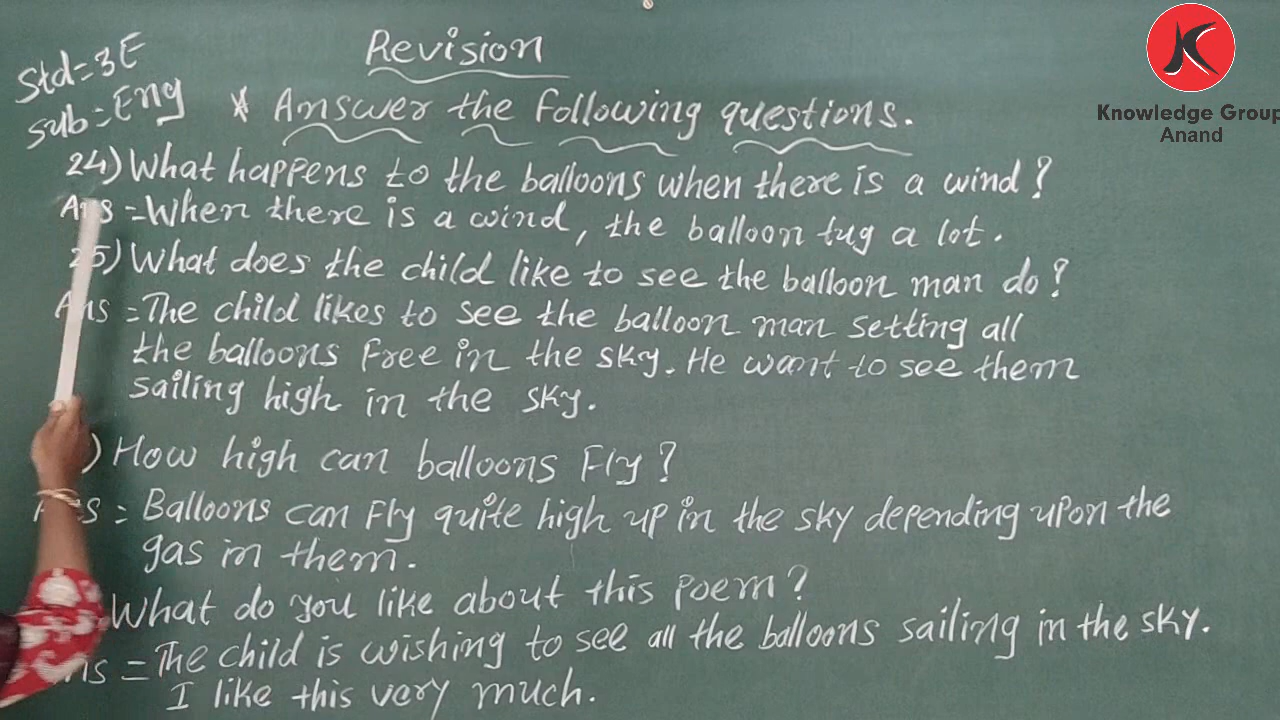 Revision
Std=3E
Sub=Eng
* Answer the following questions.
24) What happens to the balloons when there is a wind?
Ans =When there is a wind, the balloon tug a lot.
25) What does the child like to see the balloon man do?
Ans =The child likes to see the balloon man setting all
the balloons free in the sky. He want to see them
sailing high in the sky.
) How high can balloons fly?
Ans = Balloons can fly quite high up in the sky depending upon the
gas in them.
What do you like about this poem?
Ans = The child is wishing to see all the balloons sailing in the sky.
I like this very much.
K
Knowledge Group
Anand